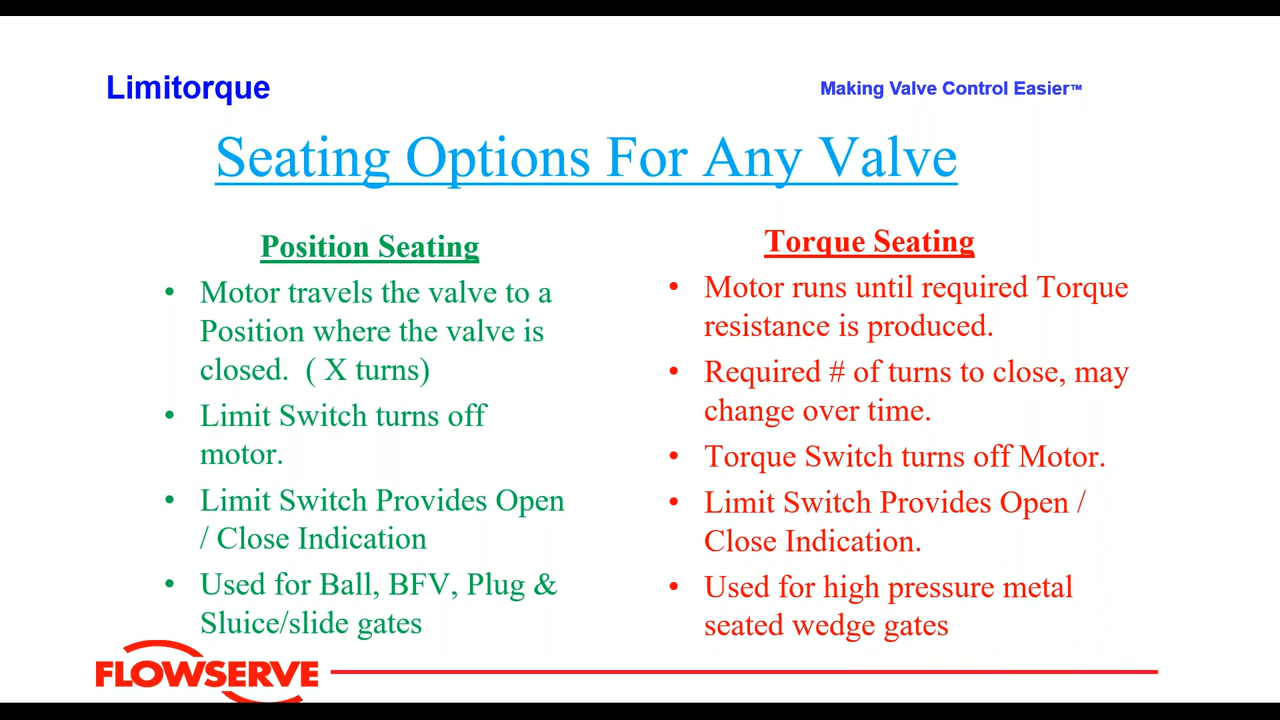 Limitorque
Making Valve Control Easier™
Seating Options For Any Valve
Position Seating
• Motor travels the valve to a
Position where the valve is
closed. ( X turns)
• Limit Switch turns off
motor.
• Limit Switch Provides Open
/ Close Indication
• Used for Ball, BFV, Plug &
Sluice/slide gates
Torque Seating
• Motor runs until required Torque
resistance is produced.
• Required # of turns to close, may
change over time.
• Torque Switch turns off Motor.
• Limit Switch Provides Open /
Close Indication.
• Used for high pressure metal
seated wedge gates
FLOWSERVE